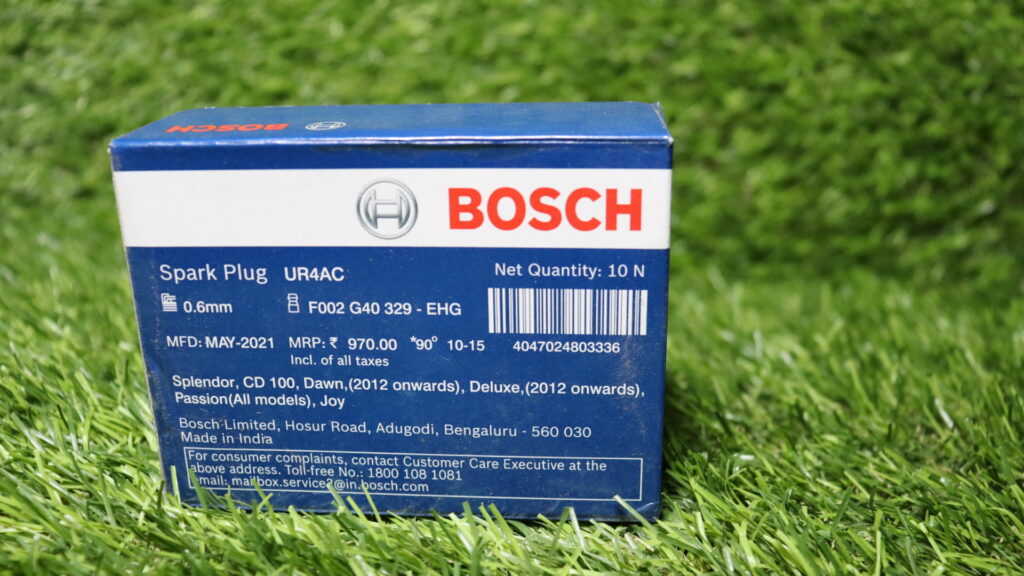 BOSCH
BOSCH
Spark Plug UR4AC
Net Quantity: 10 N
0.6mm F002 G40 329 - EHG
MFD: MAY-2021 MRP: ₹ 970.00 *90° 10-15 4047024803336
Incl. of all taxes
Splendor, CD 100, Dawn,(2012 onwards), Deluxe,(2012 onwards),
Passion(All models), Joy
Bosch Limited, Hosur Road, Adugodi, Bengaluru - 560 030
Made in India
For consumer complaints, contact Customer Care Executive at the
above address. Toll-free No.: 1800 108 1081
Email: mailbox.service2@in.bosch.com